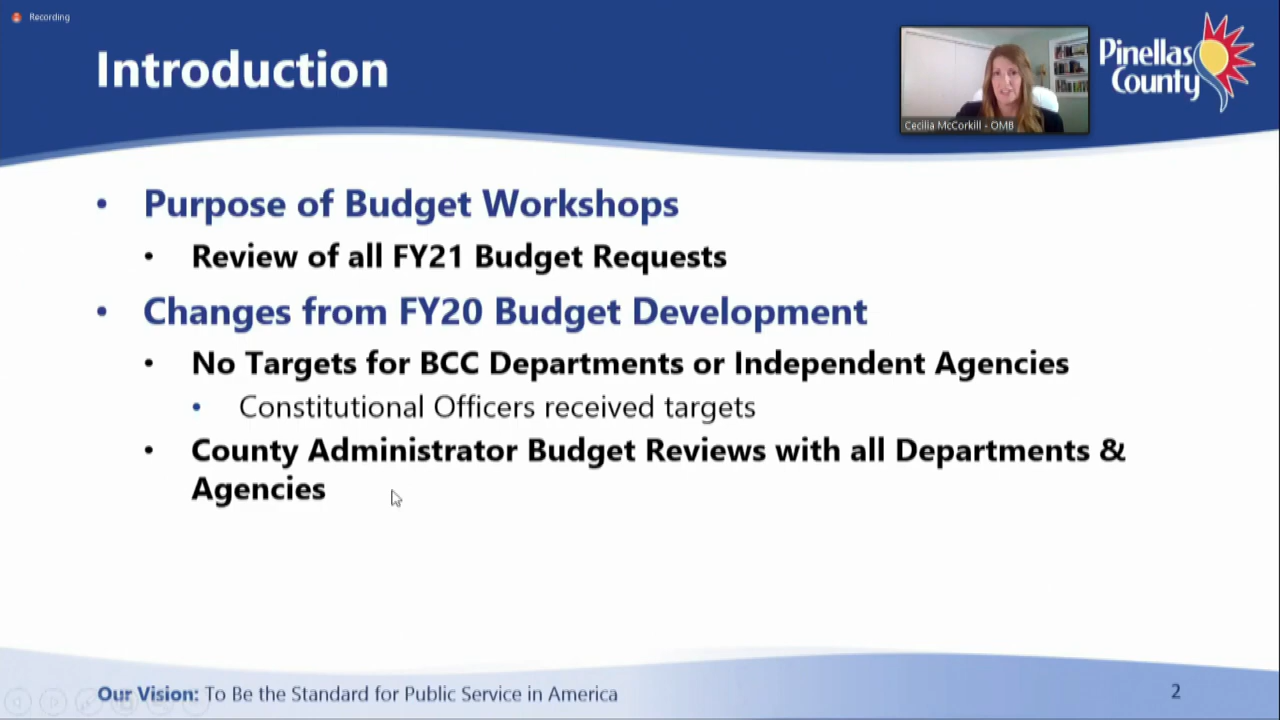 Recording
Introduction
Cecilia McCorkill - OMB
Pinellas
County
• Purpose of Budget Workshops
• Review of all FY21 Budget Requests
• Changes from FY20 Budget Development
• No Targets for BCC Departments or Independent Agencies
• Constitutional Officers received targets
• County Administrator Budget Reviews with all Departments &
Agencies
Our Vision: To Be the Standard for Public Service in America
2